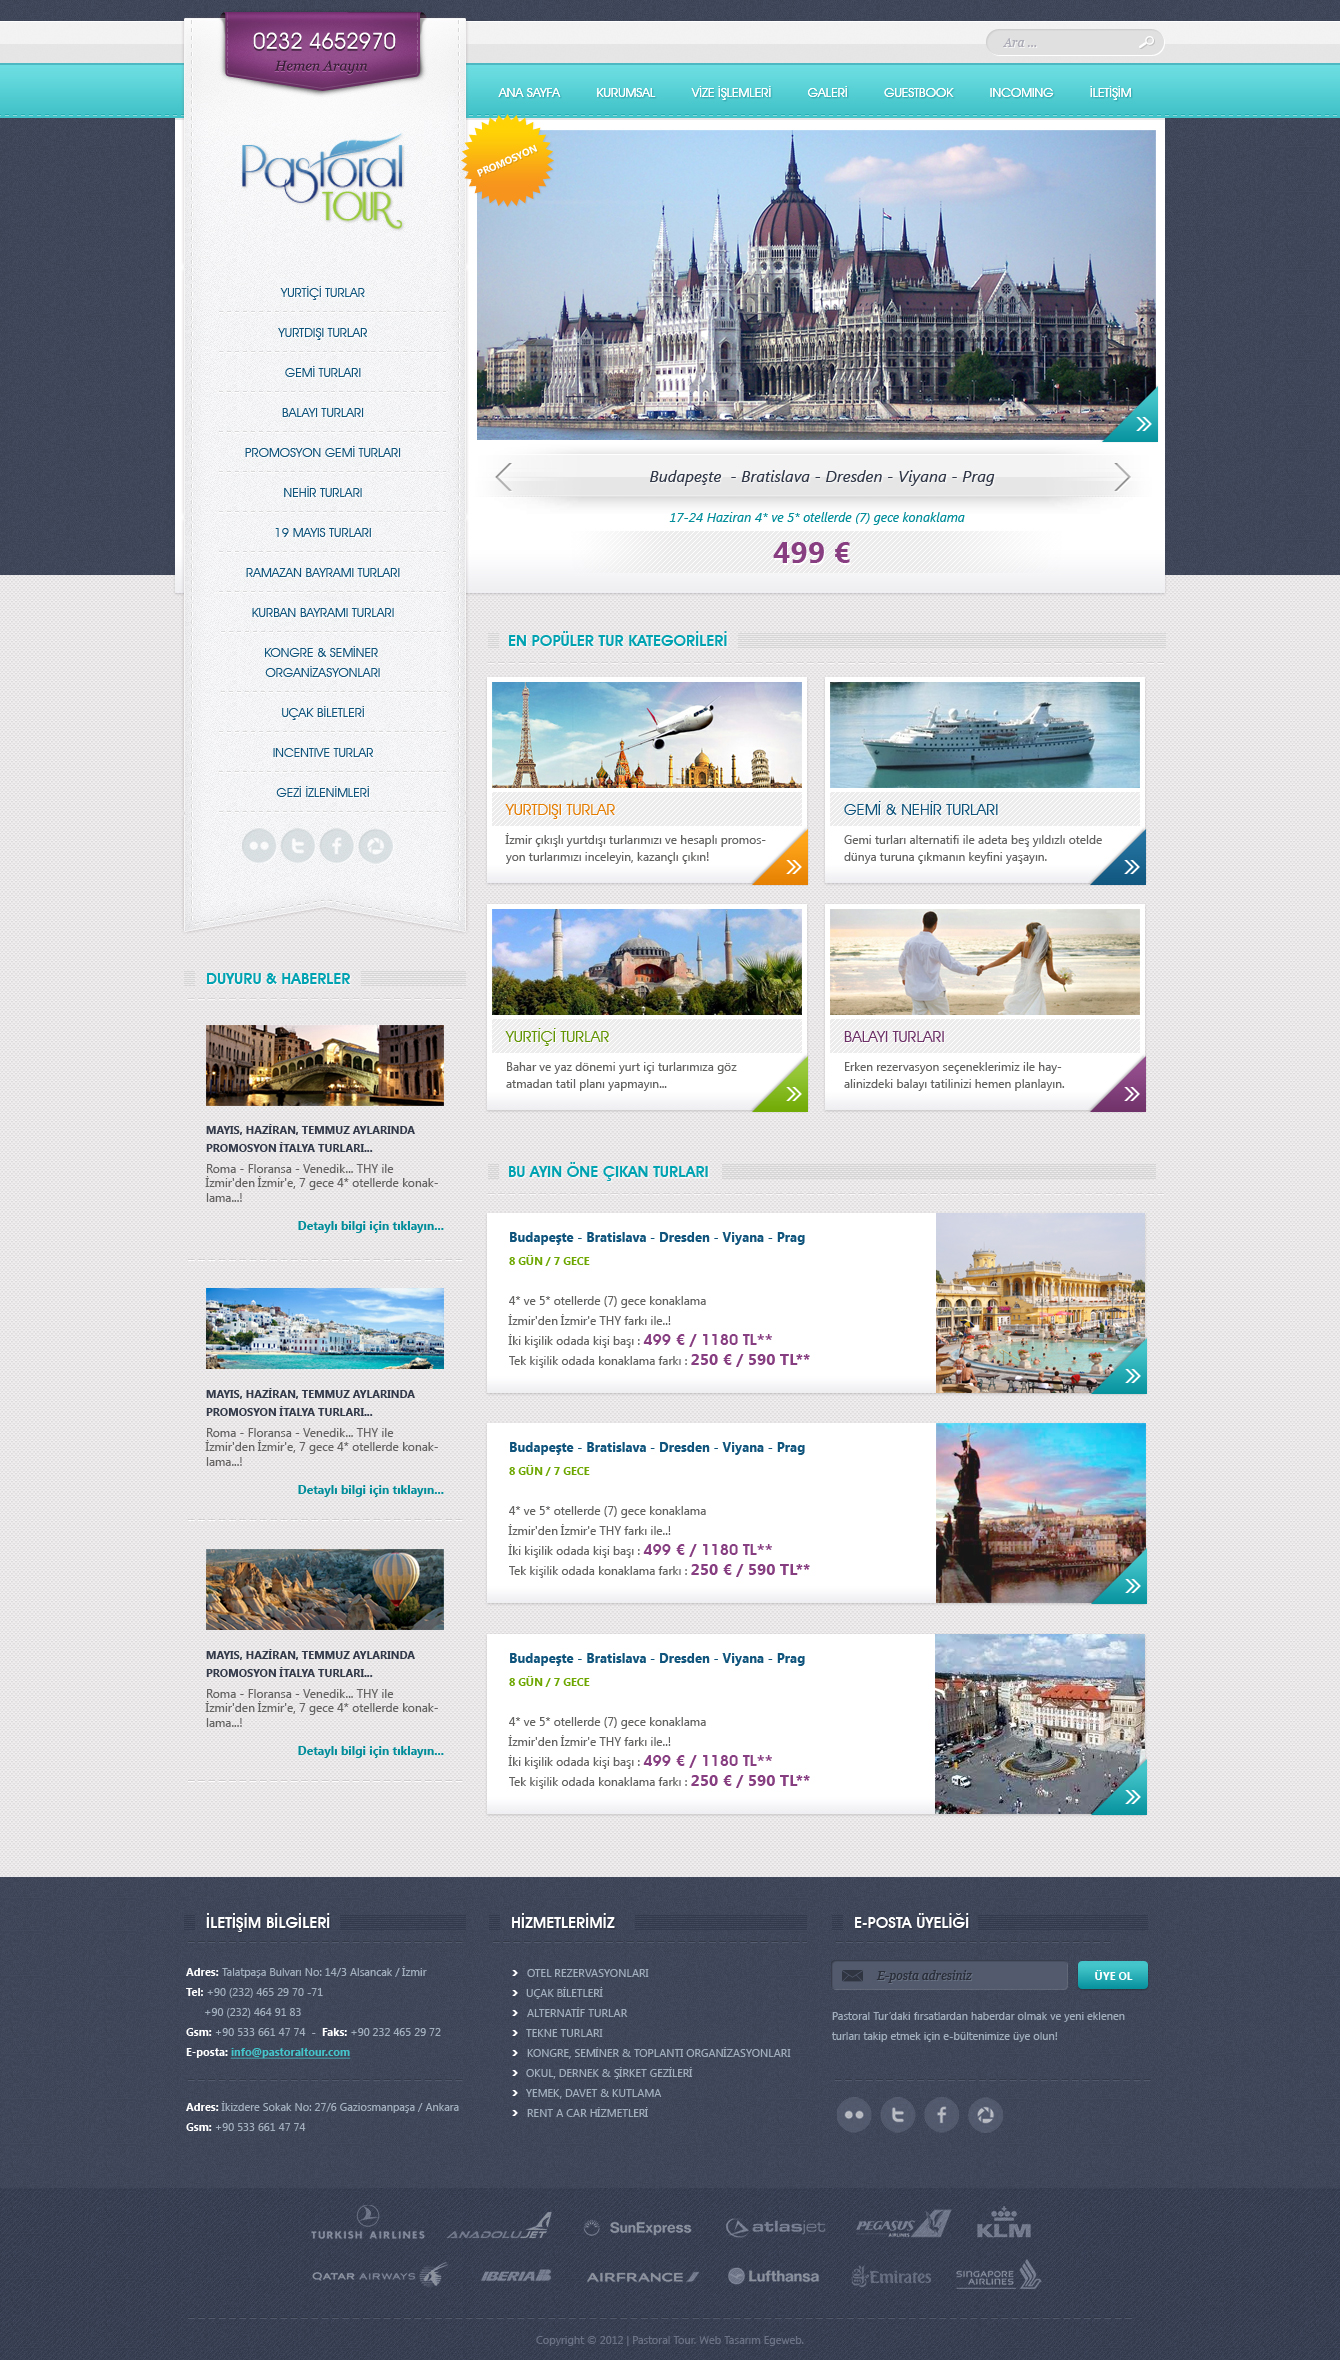 0232 4652970
Hemen Arayın
Ara ...
ANA SAYFA
KURUMSAL
VİZE İŞLEMLERİ
GALERİ
GUESTBOOK
INCOMING
İLETİŞİM
Pastoral
TOUR
PROMOSYON
YURTİÇİ TURLAR
YURTDIŞI TURLAR
GEMİ TURLARI
BALAYI TURLARI
PROMOSYON GEMİ TURLARI
NEHİR TURLARI
19 MAYIS TURLARI
RAMAZAN BAYRAMI TURLARI
KURBAN BAYRAMI TURLARI
KONGRE & SEMİNER
ORGANİZASYONLARI
UÇAK BİLETLERİ
INCENTIVE TURLAR
GEZİ İZLENİMLERİ
Budapeşte - Bratislava - Dresden - Viyana - Prag
17-24 Haziran 4* ve 5* otellerde (7) gece konaklama
499 €
EN POPÜLER TUR KATEGORİLERİ
YURTDIŞI TURLAR
İzmir çıkışlı yurtdışı turlarımızı ve hesaplı promos-
yon turlarımızı inceleyin, kazançlı çıkın!
GEMİ & NEHİR TURLARI
Gemi turları alternatifi ile adeta beş yıldızlı otelde
dünya turuna çıkmanın keyfini yaşayın.
YURTİÇİ TURLAR
Bahar ve yaz dönemi yurt içi turlarımıza göz
atmadan tatil planı yapmayın...
BALAYI TURLARI
Erken rezervasyon seçeneklerimiz ile hay-
alinizdeki balayı tatilinizi hemen planlayın.
DUYURU & HABERLER
MAYIS, HAZİRAN, TEMMUZ AYLARINDA
PROMOSYON İTALYA TURLARI...
Roma - Floransa - Venedik... THY ile
İzmir'den İzmir'e, 7 gece 4* otellerde konak-
lama...!
Detaylı bilgi için tıklayın...
MAYIS, HAZİRAN, TEMMUZ AYLARINDA
PROMOSYON İTALYA TURLARI...
Roma - Floransa - Venedik... THY ile
İzmir'den İzmir'e, 7 gece 4* otellerde konak-
lama...!
Detaylı bilgi için tıklayın...
MAYIS, HAZİRAN, TEMMUZ AYLARINDA
PROMOSYON İTALYA TURLARI...
Roma - Floransa - Venedik... THY ile
İzmir'den İzmir'e, 7 gece 4* otellerde konak-
lama...!
Detaylı bilgi için tıklayın...
BU AYIN ÖNE ÇIKAN TURLARI
Budapeşte - Bratislava - Dresden - Viyana - Prag
8 GÜN / 7 GECE
4* ve 5* otellerde (7) gece konaklama
İzmir'den İzmir'e THY farkı ile..!
İki kişilik odada kişi başı : 499 € / 1180 TL**
Tek kişilik odada konaklama farkı : 250 € / 590 TL**
Budapeşte - Bratislava - Dresden - Viyana - Prag
8 GÜN / 7 GECE
4* ve 5* otellerde (7) gece konaklama
İzmir'den İzmir'e THY farkı ile..!
İki kişilik odada kişi başı : 499 € / 1180 TL**
Tek kişilik odada konaklama farkı : 250 € / 590 TL**
Budapeşte - Bratislava - Dresden - Viyana - Prag
8 GÜN / 7 GECE
4* ve 5* otellerde (7) gece konaklama
İzmir'den İzmir'e THY farkı ile..!
İki kişilik odada kişi başı : 499 € / 1180 TL**
Tek kişilik odada konaklama farkı : 250 € / 590 TL**
İLETİŞİM BİLGİLERİ
Adres: Talatpaşa Bulvarı No: 14/3 Alsancak / İzmir
Tel: +90 (232) 465 29 70 -71
+90 (232) 464 91 83
Gsm: +90 533 661 47 74 - Faks: +90 232 465 29 72
E-posta: info@pastoraltour.com
Adres: İkizdere Sokak No: 27/6 Gaziosmanpaşa / Ankara
Gsm: +90 533 661 47 74
HİZMETLERİMİZ
OTEL REZERVASYONLARI
UÇAK BİLETLERİ
ALTERNATİF TURLAR
TEKNE TURLARI
KONGRE, SEMİNER & TOPLANTI ORGANİZASYONLARI
OKUL, DERNEK & ŞİRKET GEZİLERİ
YEMEK, DAVET & KUTLAMA
RENT A CAR HİZMETLERİ
E-POSTA ÜYELİĞİ
E-posta adresiniz
ÜYE OL
Pastoral Tur'daki fırsatlardan haberdar olmak ve yeni eklenen
turları takip etmek için e-bültenimize üye olun!
TURKISH AIRLINES
ANADOLUJET
SunExpress
atlasjet
PEGASUS
AIRLINES
KLM
QATAR AIRWAYS
IBERIA
AIRFRANCE
Lufthansa
Emirates
SINGAPORE
AIRLINES
Copyright © 2012 | Pastoral Tour. Web Tasarım Egeweb.